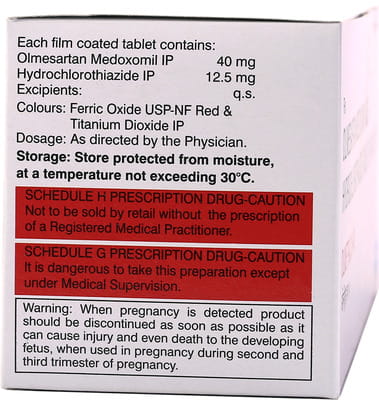 Each film coated tablet contains:
Olmesartan Medoxomil IP 40 mg
Hydrochlorothiazide IP 12.5 mg
Excipients: q.s.
Colours: Ferric Oxide USP-NF Red &
Titanium Dioxide IP
Dosage: As directed by the Physician.
Storage: Store protected from moisture,
at a temperature not exceeding 30°C.
SCHEDULE H PRESCRIPTION DRUG-CAUTION
Not to be sold by retail without the prescription
of a Registered Medical Practitioner.
SCHEDULE G PRESCRIPTION DRUG-CAUTION
It is dangerous to take this preparation except
under Medical Supervision.
Warning: When pregnancy is detected product
should be discontinued as soon as possible as it
can cause injury and even death to the developing
fetus, when used in pregnancy during second and
third trimester of pregnancy.